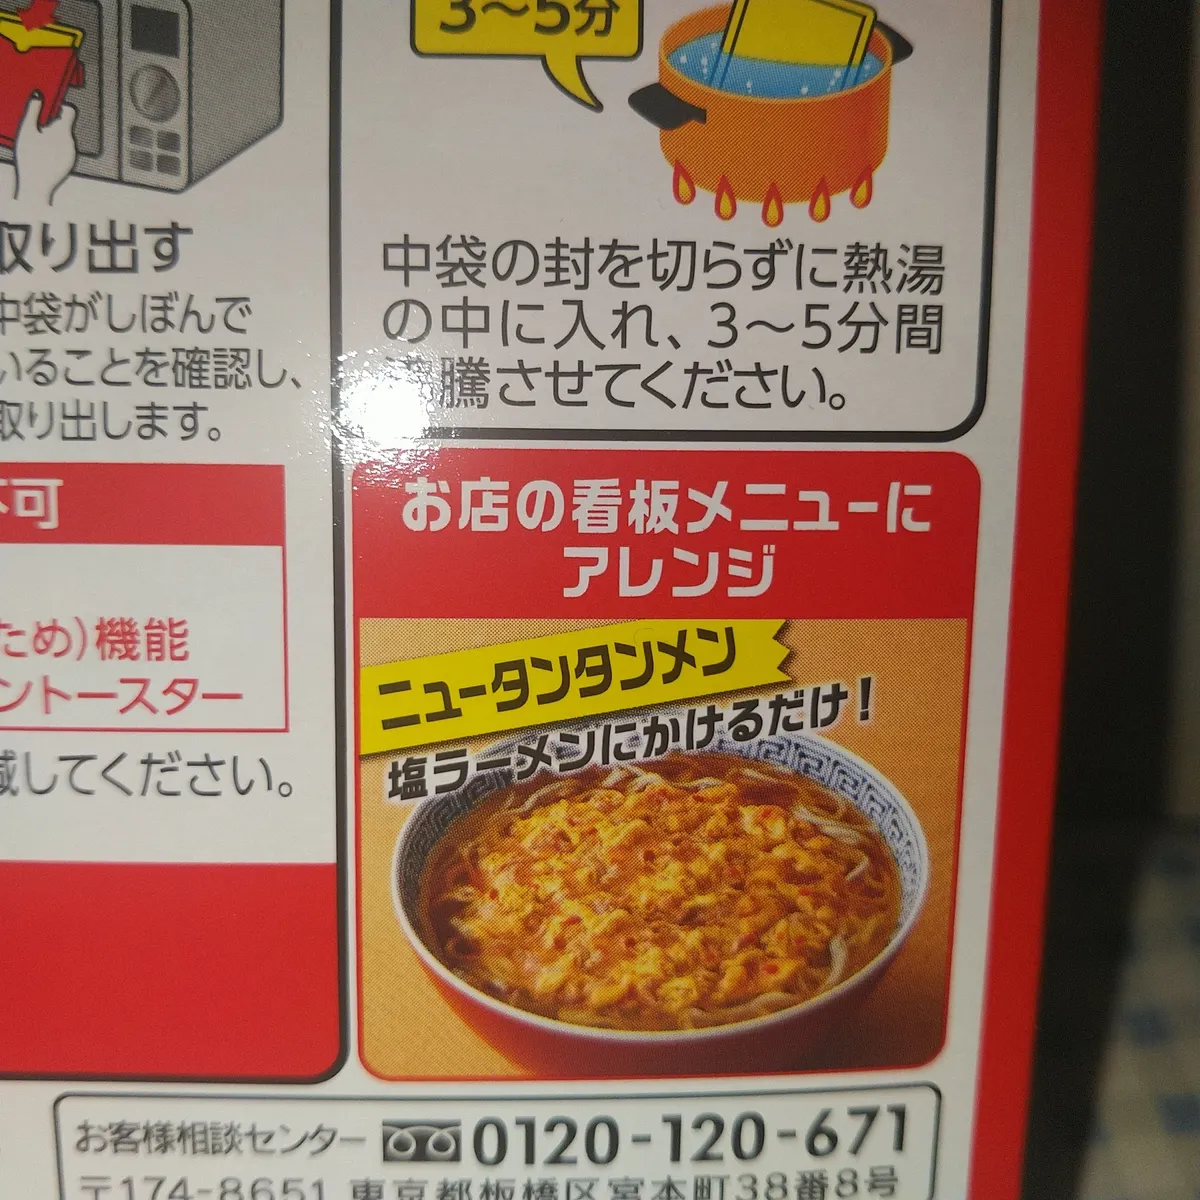 3〜5分
取り出す
中袋がしぼんで
いることを確認し、
取り出します。
不可
ため)機能
ントースター
減してください。
中袋の封を切らずに熱湯
の中に入れ、3〜5分間
沸騰させてください。
お店の看板メニューに
アレンジ
ニュータンタンメン
塩ラーメンにかけるだけ!
お客様相談センター 0120-120-671
〒174-8651 東京都板橋区宮本町38番8号